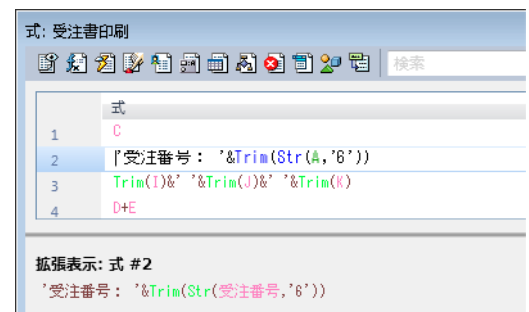 式: 受注書印刷
検索
式
1 C
2 '受注番号： '&Trim(Str(A,'6'))
3 Trim(I)&' '&Trim(J)&' '&Trim(K)
4 D+E
拡張表示: 式 #2
'受注番号： '&Trim(Str(受注番号,'6'))